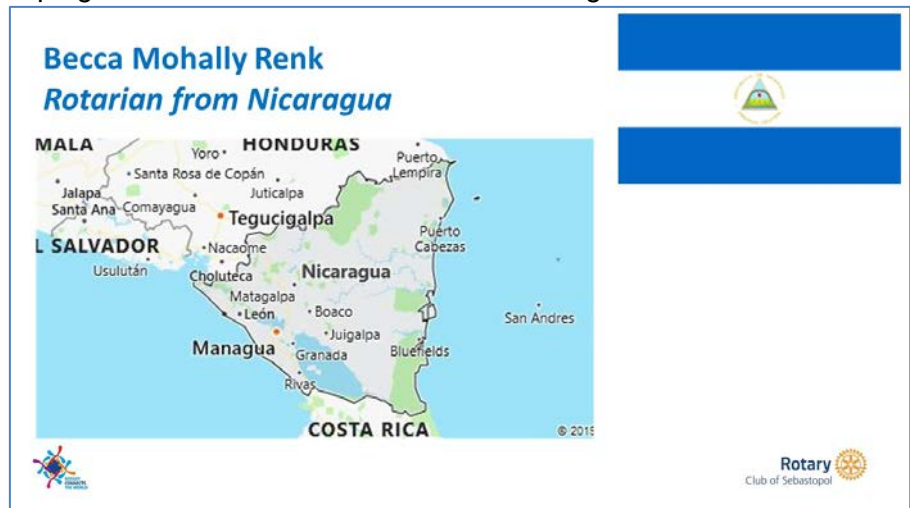 Becca Mohally Renk
Rotarian from Nicaragua
MALA
HONDURAS
Yoro
Puerto
Lempira
Santa Rosa de Copán
Jalapa
Juticalpa
Santa Ana
Comayagua
Tegucigalpa
Puerto
Cabezas
L SALVADOR
Nacaome
Usulután
Choluteca
Nicaragua
Matagalpa
León
Boaco
San Andres
Juigalpa
Managua
Granada
Bluefields
Rivas
COSTA RICA
© 201
Rotary
Club of Sebastopol